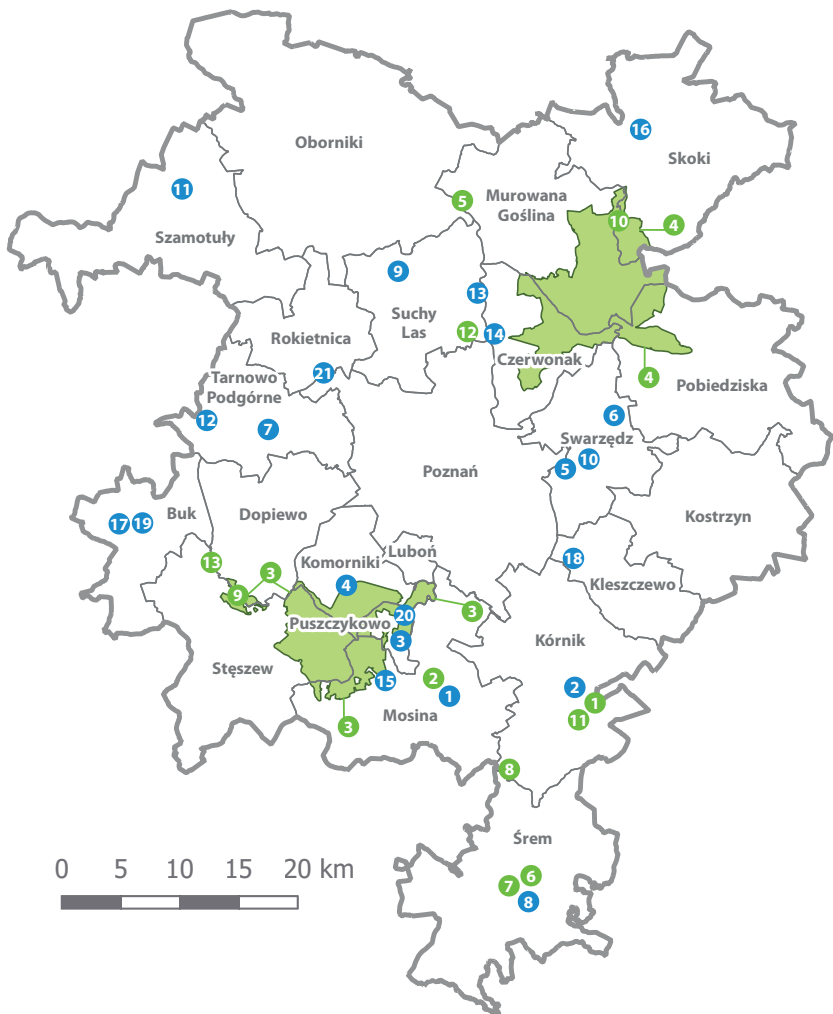 16
Oborniki
Skoki
11
Murowana
Goślina
5
10
4
Szamotuły
9
13
Suchy
Las
12
14
Rokietnica
Czerwonak
21
4
Tarnowo
Podgórne
Pobiedziska
12
7
6
Swarzędz
10
5
Poznań
Buk
Dopiewo
Kostrzyn
17
19
Luboń
13
3
Komorniki
18
4
Kleszczewo
9
20
3
Puszczykowo
3
Kórnik
Stęszew
15
2
1
2
1
11
Mosina
3
8
Śrem
6
7
8
0 5 10 15 20 km